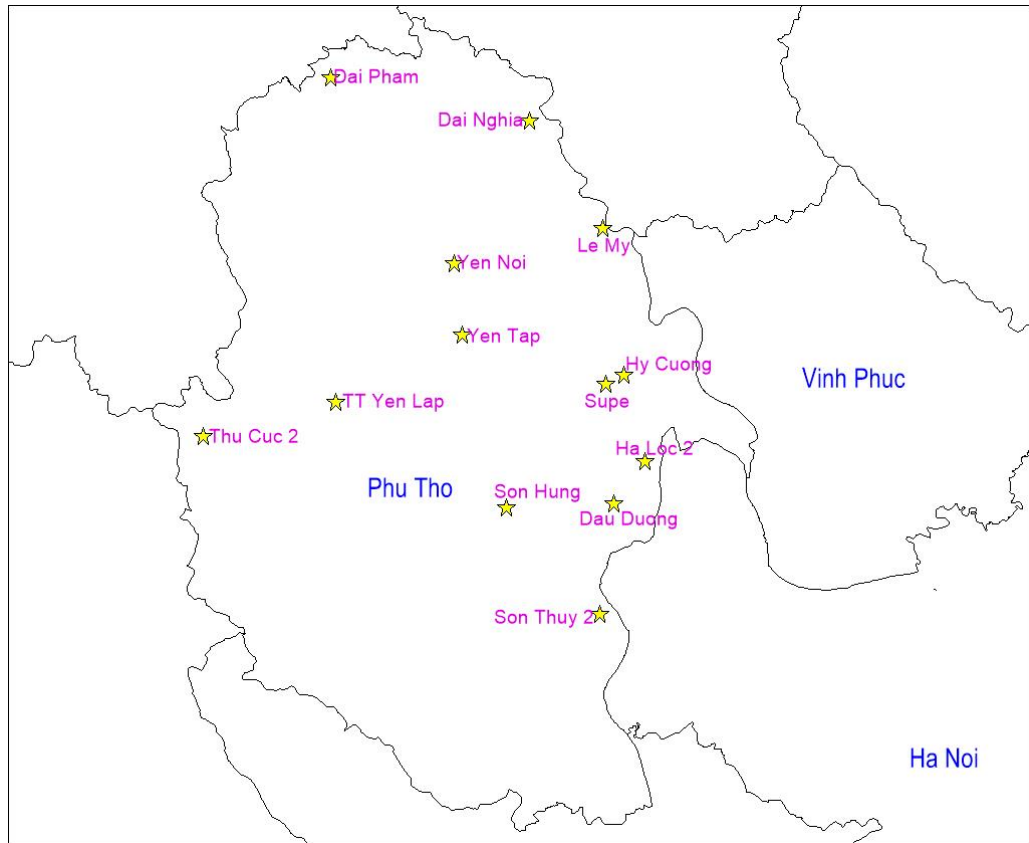 Dai Pham
Dai Nghia
Le My
Yen Noi
Yen Tap
Hy Cuong
Vinh Phuc
Supe
TT Yen Lap
Thu Cuc 2
Ha Loc 2
Phu Tho
Son Hung
Dau Duong
Son Thuy 2
Ha Noi